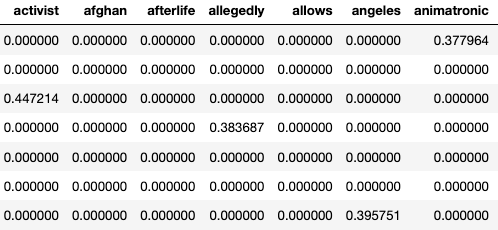 activist afghan afterlife allegedly allows angeles animatronic
0.000000 0.000000 0.000000 0.000000 0.000000 0.000000 0.377964
0.000000 0.000000 0.000000 0.000000 0.000000 0.000000 0.000000
0.447214 0.000000 0.000000 0.000000 0.000000 0.000000 0.000000
0.000000 0.000000 0.000000 0.383687 0.000000 0.000000 0.000000
0.000000 0.000000 0.000000 0.000000 0.000000 0.000000 0.000000
0.000000 0.000000 0.000000 0.000000 0.000000 0.000000 0.000000
0.000000 0.000000 0.000000 0.000000 0.000000 0.395751 0.000000